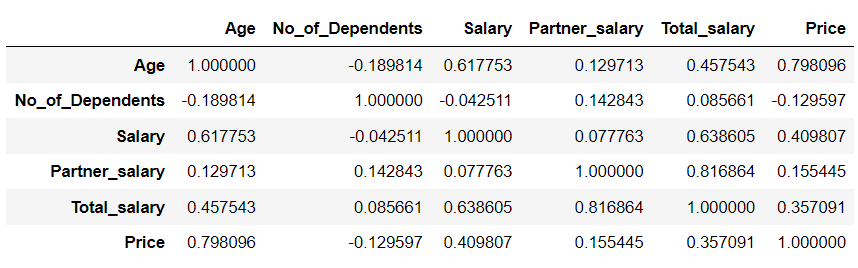 Age No_of_Dependents Salary Partner_salary Total_salary Price
Age 1.000000 -0.189814 0.617753 0.129713 0.457543 0.798096
No_of_Dependents -0.189814 1.000000 -0.042511 0.142843 0.085661 -0.129597
Salary 0.617753 -0.042511 1.000000 0.077763 0.638605 0.409807
Partner_salary 0.129713 0.142843 0.077763 1.000000 0.816864 0.155445
Total_salary 0.457543 0.085661 0.638605 0.816864 1.000000 0.357091
Price 0.798096 -0.129597 0.409807 0.155445 0.357091 1.000000